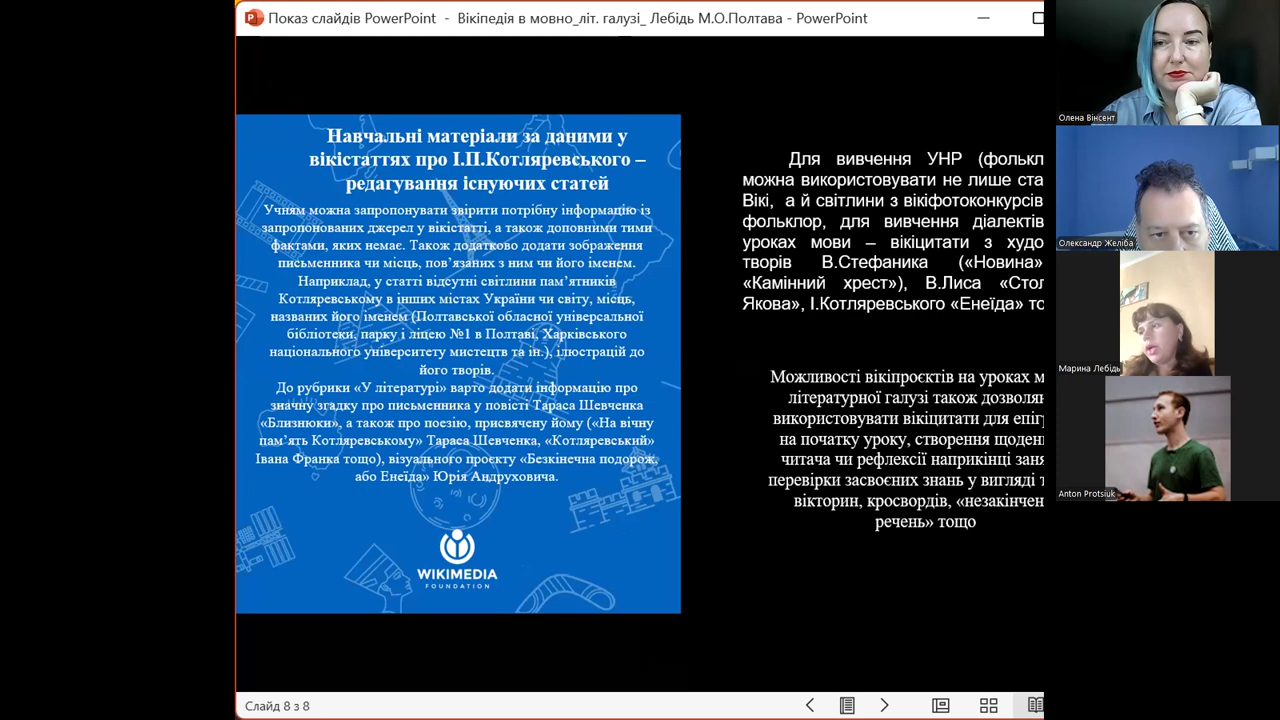 Показ слайдів PowerPoint - Вікіпедія в мовно_літ. галузі_ Лебідь М.О.Полтава - PowerPoint
Навчальні матеріали за даними у
вікістаттях про І.П.Котляревського –
редагування існуючих статей
Учням можна запропонувати звірити потрібну інформацію із
запропонованих джерел у вікістатті, а також доповними тими
фактами, яких немає. Також додатково додати зображення
письменника чи місць, пов’язаних з ним чи його іменем.
Наприклад, у статті відсутні світлини пам’ятників
Котляревському в інших містах України чи світу, місць,
названих його іменем (Полтавської обласної універсальної
бібліотеки, парку і ліцею №1 в Полтаві, Харківського
національного університету мистецтв та ін.), ілюстрацій до
його творів.
До рубрики «У літературі» варто додати інформацію про
значну згадку про письменника у повісті Тараса Шевченка
«Близнюки», а також про поезію, присвячену йому («На вічну
пам’ять Котляревському» Тараса Шевченка, «Котляревський»
Івана Франка тощо), візуального проєкту «Безкінечна подорож,
або Енеїда» Юрія Андруховича.
WIKIMEDIA
FOUNDATION
Для вивчення УНР (фолькл
можна використовувати не лише ста
Вікі, а й світлини з вікіфотоконкурсів
фольклор, для вивчення діалектів
уроках мови – вікіцитати з худо
творів В.Стефаника («Новина»
«Камінний хрест»), В.Лиса «Стол
Якова», І.Котляревського «Енеїда» то
Можливості вікіпроєктів на уроках м
літературної галузі також дозволян
використовувати вікіцитати для епігр
на початку уроку, створення щоденн
читача чи рефлексії наприкінці заня
перевірки засвоєних знань у вигляді т
вікторин, кросвордів, «незакінчен
речень» тощо
Слайд 8 з 8
Олена Вінсент
Олександр Желіба
Марина Лебідь
Anton Protsiuk